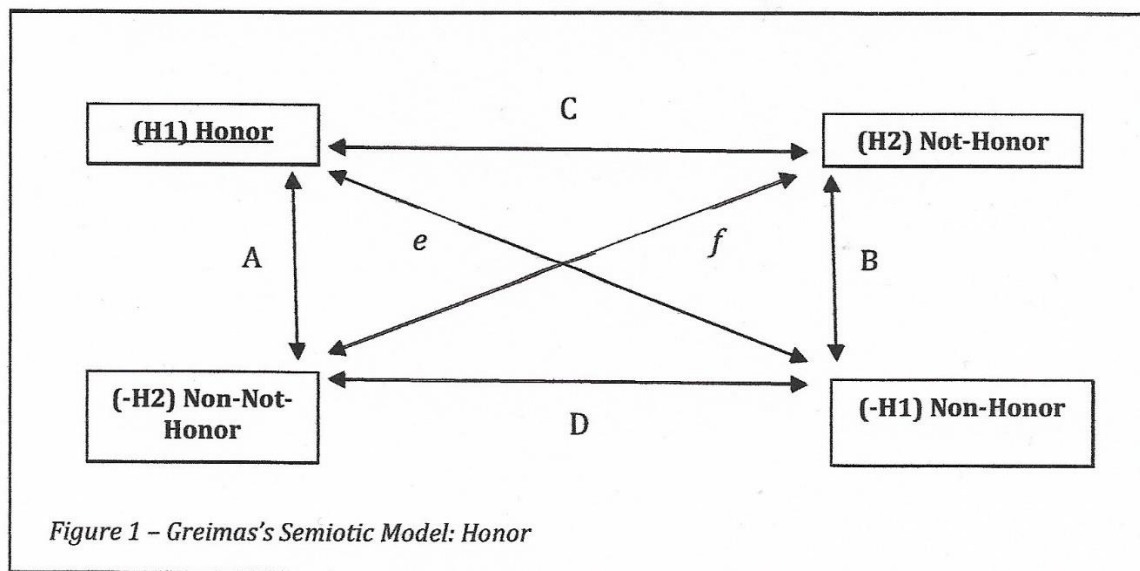 C
(H1) Honor
(H2) Not-Honor
A
e
f
B
(-H2) Non-Not-
Honor
(-H1) Non-Honor
D
Figure 1 – Greimas's Semiotic Model: Honor